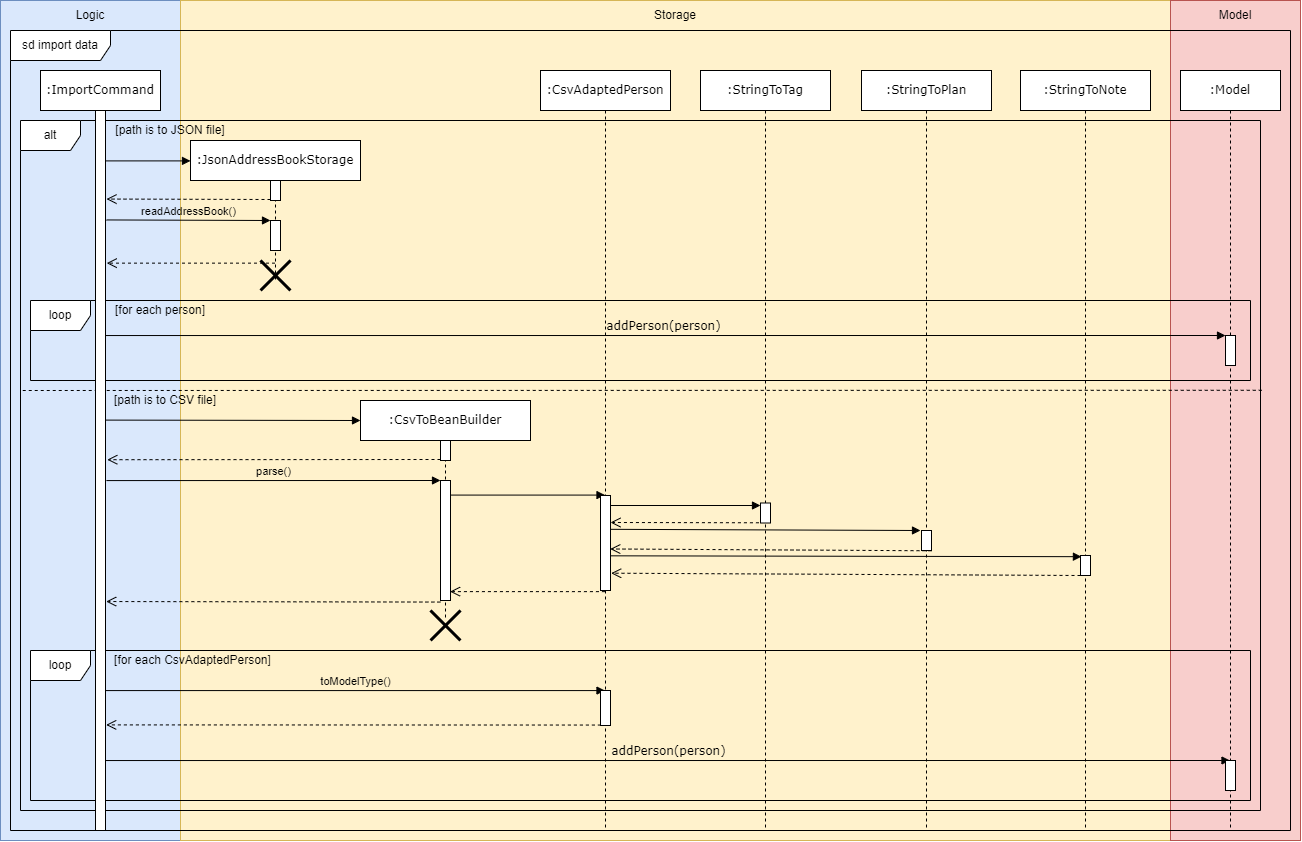 Logic
Storage
Model
sd import data
:ImportCommand
:CsvAdaptedPerson
:StringToTag
:StringToPlan
:StringToNote
:Model
alt
[path is to JSON file]
:JsonAddressBookStorage
readAddressBook()
loop
[for each person]
addPerson(person)
[path is to CSV file]
:CsvToBeanBuilder
parse()
loop
[for each CsvAdaptedPerson]
toModelType()
addPerson(person)